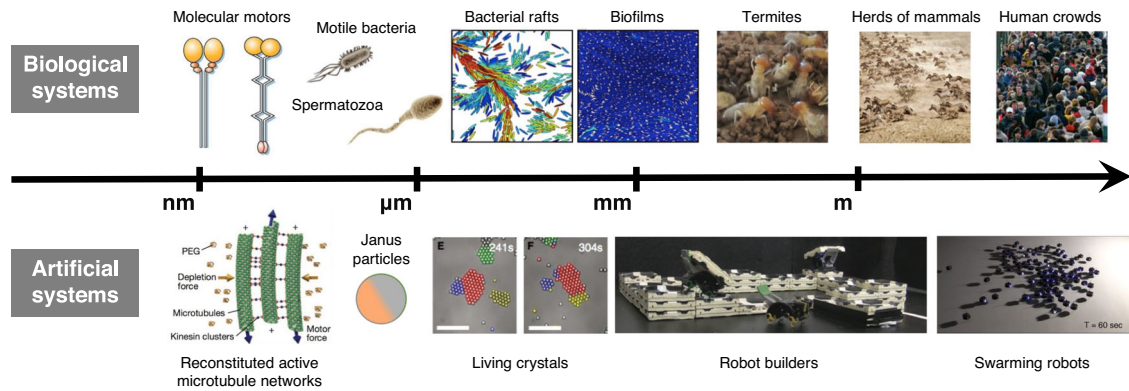 Molecular motors
Motile bacteria
Spermatozoa
Bacterial rafts
Biofilms
Termites
Herds of mammals
Human crowds
Biological
systems
nm
µm
mm
m
Artificial
systems
PEG
Depletion
force
Microtubules
Kinesin clusters
+
+
+
Motor
force
Reconstituted active
microtubule networks
Janus
particles
E
241s
F
304s
Living crystals
Robot builders
T = 60 sec
Swarming robots